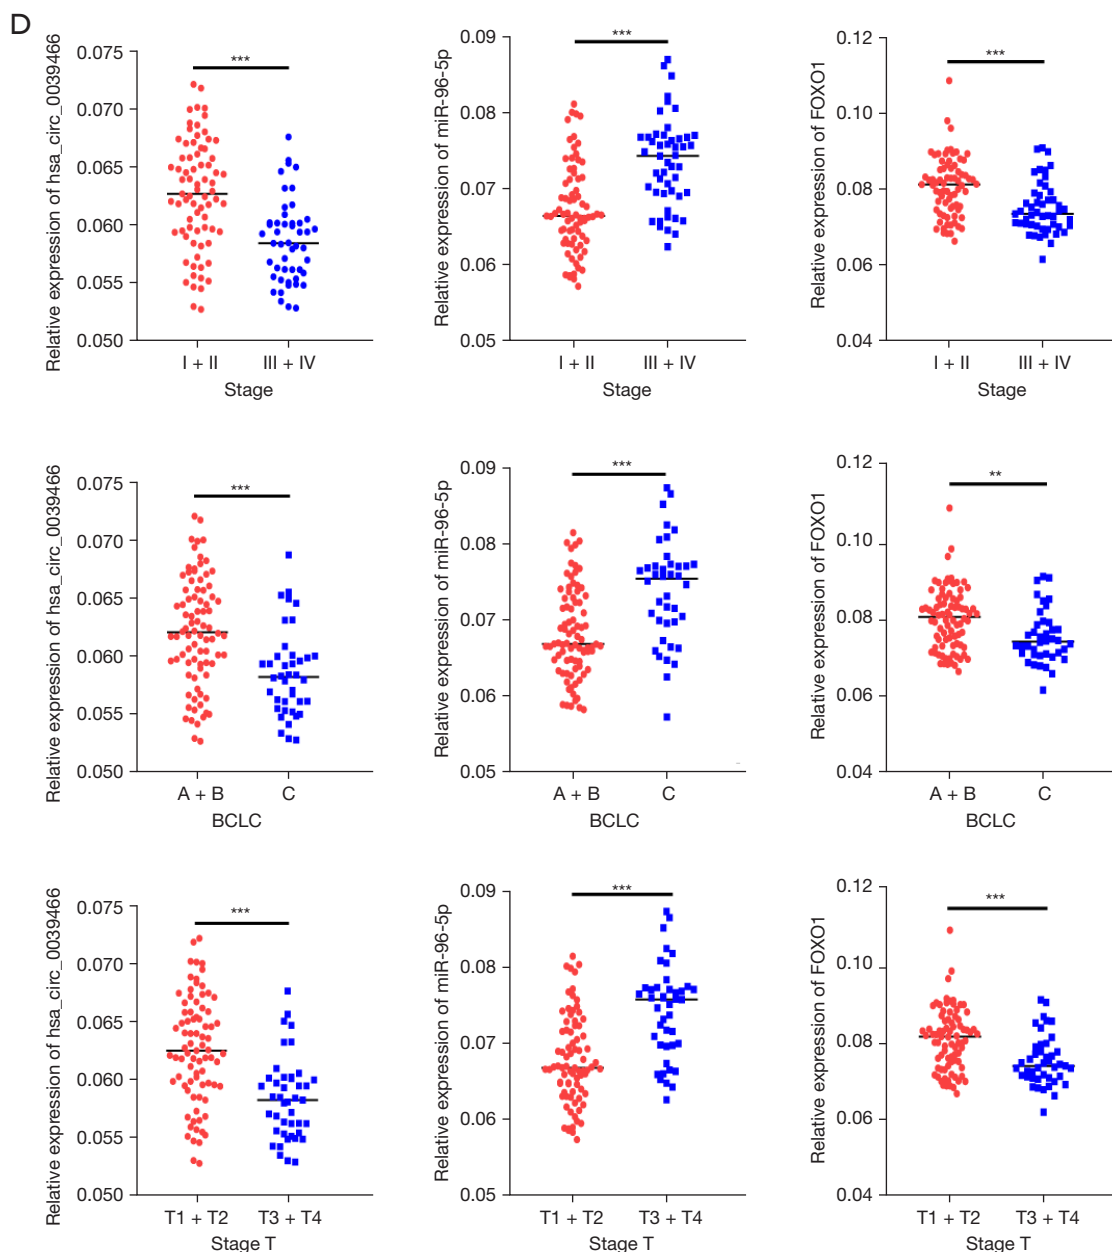 D
Relative expression of hsa_circ_0039466
0.075
0.070
0.065
0.060
0.055
0.050
***
I + II
III + IV
Stage
Relative expression of miR-96-5p
0.09
0.08
0.07
0.06
0.05
***
I + II
III + IV
Stage
Relative expression of FOXO1
0.12
0.10
0.08
0.06
0.04
***
I + II
III + IV
Stage
Relative expression of hsa_circ_0039466
0.075
0.070
0.065
0.060
0.055
0.050
***
A + B
C
BCLC
Relative expression of miR-96-5p
0.09
0.08
0.07
0.06
0.05
***
A + B
C
BCLC
Relative expression of FOXO1
0.12
0.10
0.08
0.06
0.04
**
A + B
C
BCLC
Relative expression of hsa_circ_0039466
0.075
0.070
0.065
0.060
0.055
0.050
***
T1 + T2
T3 + T4
Stage T
Relative expression of miR-96-5p
0.09
0.08
0.07
0.06
0.05
***
T1 + T2
T3 + T4
Stage T
Relative expression of FOXO1
0.12
0.10
0.08
0.06
0.04
***
T1 + T2
T3 + T4
Stage T